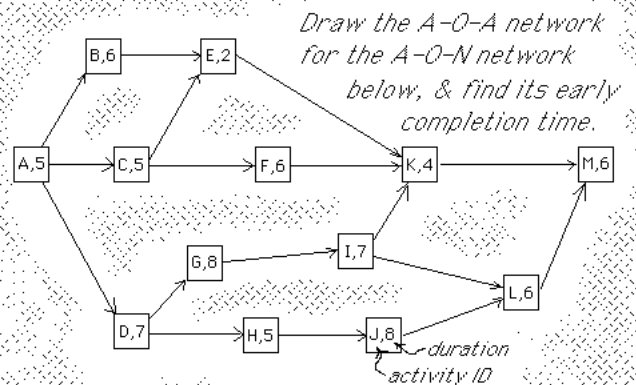 Draw the A-O-A network
for the A-O-N network
below, & find its early
completion time.
B,6
E,2
A,5
C,5
F,6
K,4
M,6
G,8
I,7
L,6
D,7
H,5
J,8
duration
activity ID